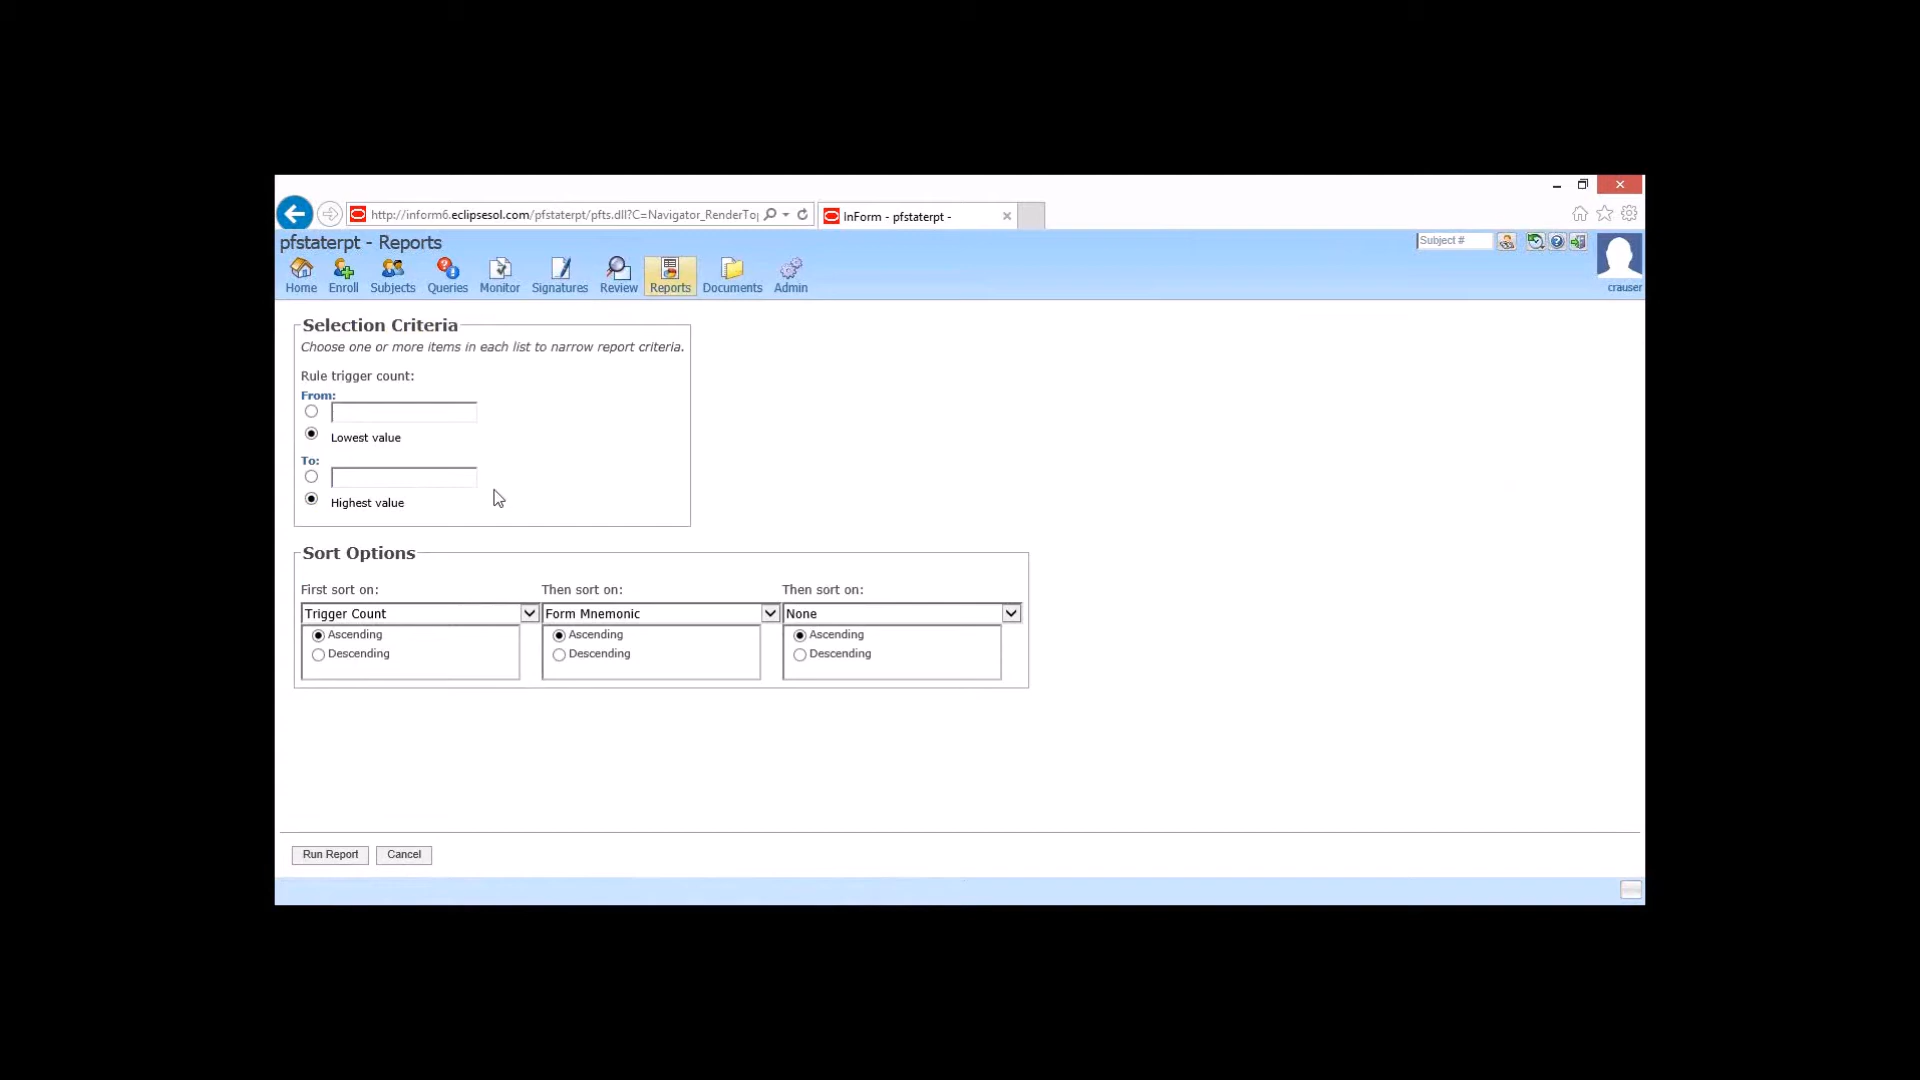 http://inform6.eclipsesol.com/pfstaterpt/pfts.dll?C=Navigator_RenderTo
InForm - pfstaterpt -
pfstaterpt - Reports
Subject #
Home Enroll Subjects Queries Monitor Signatures Review Reports Documents Admin
crauser
Selection Criteria
Choose one or more items in each list to narrow report criteria.
Rule trigger count:
From:
Lowest value
To:
Highest value
Sort Options
First sort on: Then sort on: Then sort on:
Trigger Count Form Mnemonic None
Ascending Ascending Ascending
Descending Descending Descending
Run Report Cancel